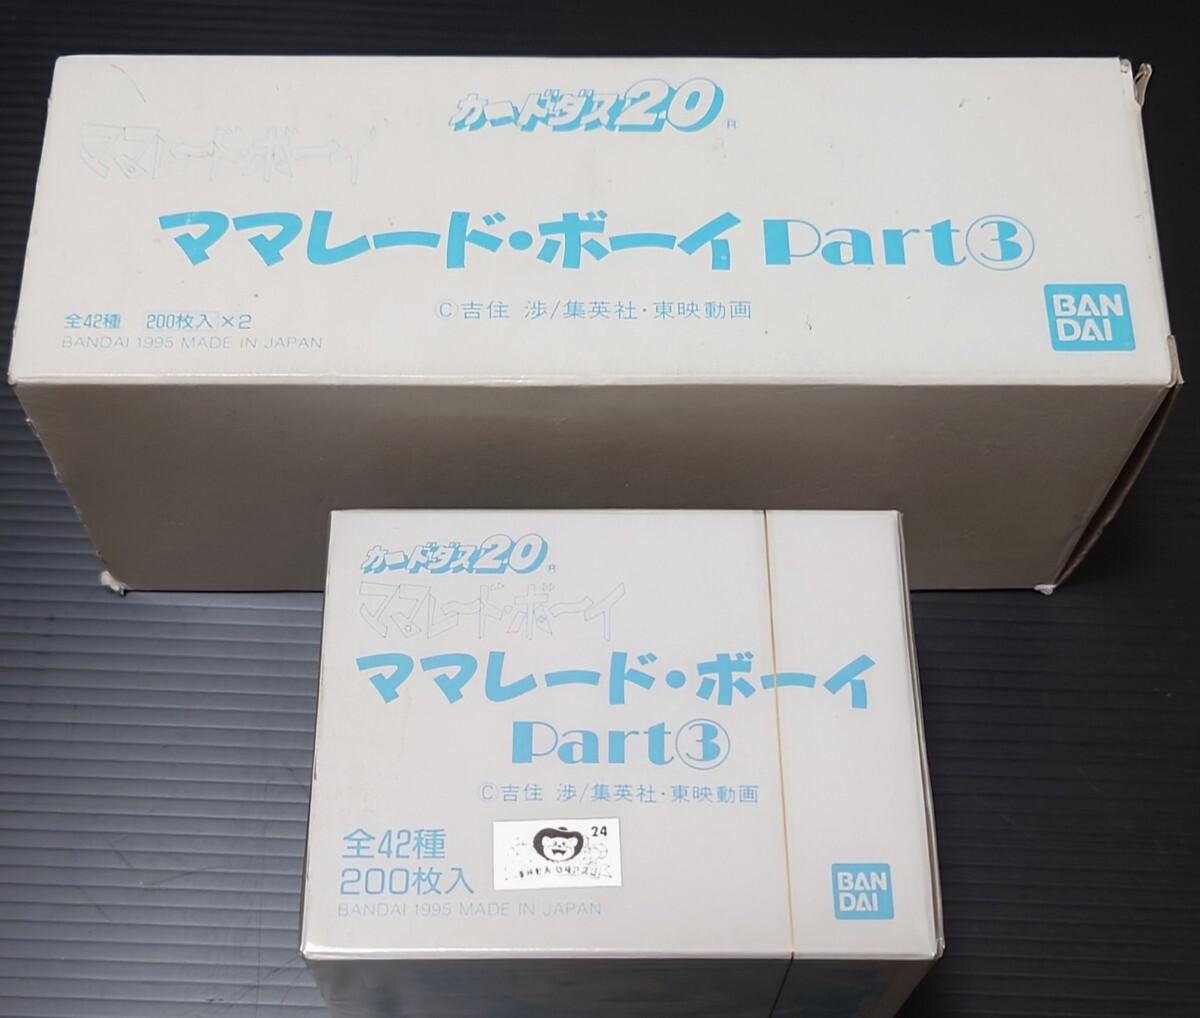 カードダス20®
ママレード・ボーイ
ママレード・ボーイ Part③
©吉住 渉/集英社・東映動画
全42種 200枚入×2
BANDAI 1995 MADE IN JAPAN
BAN
DAI
カードダス20®
ママレード・ボーイ
ママレード・ボーイ
Part③
©吉住 渉/集英社・東映動画
24
全42種
200枚入
BANDAI 1995 MADE IN JAPAN
BAN
DAI